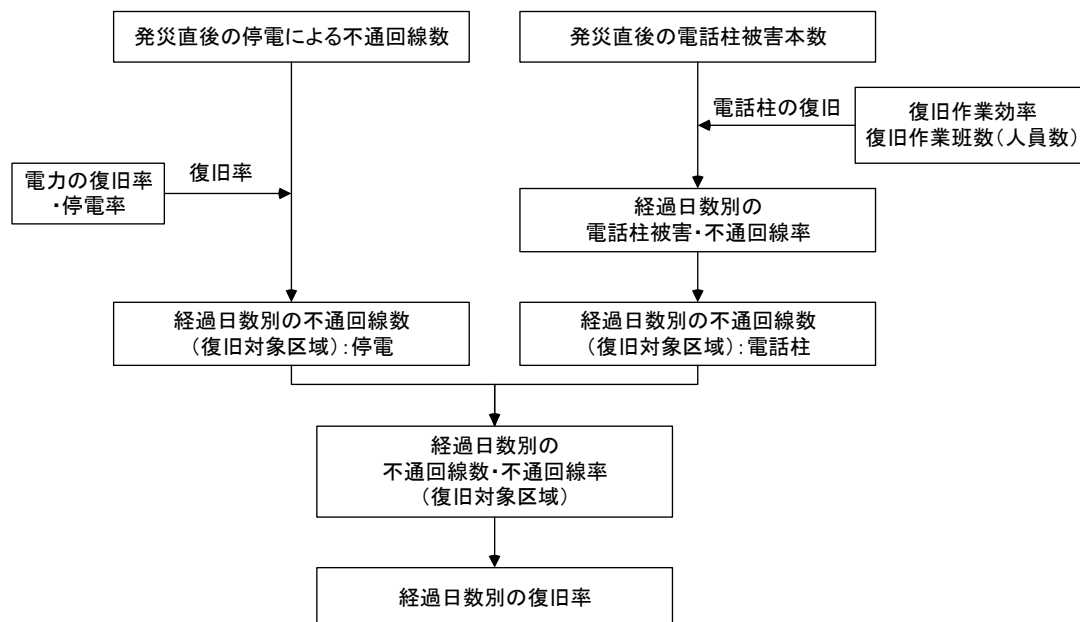 発災直後の停電による不通回線数
発災直後の電話柱被害本数
電話柱の復旧
復旧作業効率
復旧作業班数(人員数)
電力の復旧率
・停電率
復旧率
経過日数別の
電話柱被害・不通回線率
経過日数別の不通回線数
(復旧対象区域):停電
経過日数別の不通回線数
(復旧対象区域):電話柱
経過日数別の
不通回線数・不通回線率
(復旧対象区域)
経過日数別の復旧率